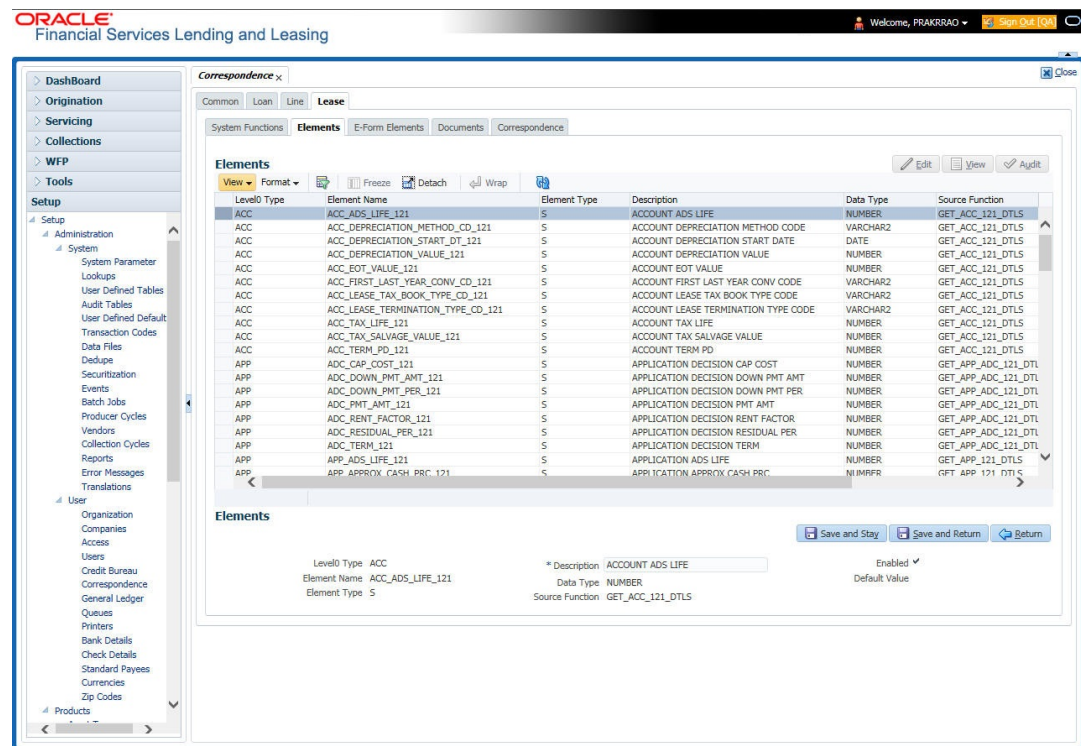 ORACLE
Financial Services Lending and Leasing
Welcome, PRAKRRAO
Sign Out [QA]
DashBoard
Origination
Servicing
Collections
WFP
Tools
Setup
Setup
Administration
System
System Parameter
Lookups
User Defined Tables
Audit Tables
User Defined Default
Transaction Codes
Data Files
Dedupe
Securitization
Events
Batch Jobs
Producer Cycles
Vendors
Collection Cycles
Reports
Error Messages
Translations
User
Organization
Companies
Access
Users
Credit Bureau
Correspondence
General Ledger
Queues
Printers
Bank Details
Check Details
Standard Payees
Currencies
Zip Codes
Products
Correspondence x
Close
Common Loan Line Lease
System Functions Elements E-Form Elements Documents Correspondence
Elements
Edit View Audit
View Format Freeze Detach Wrap
Level0 Type Element Name Element Type Description Data Type Source Function
ACC ACC_ADS_LIFE_121 S ACCOUNT ADS LIFE NUMBER GET_ACC_121_DTLS
ACC ACC_DEPRECIATION_METHOD_CD_121 S ACCOUNT DEPRECIATION METHOD CODE VARCHAR2 GET_ACC_121_DTLS
ACC ACC_DEPRECIATION_START_DT_121 S ACCOUNT DEPRECIATION START DATE DATE GET_ACC_121_DTLS
ACC ACC_DEPRECIATION_VALUE_121 S ACCOUNT DEPRECIATION VALUE NUMBER GET_ACC_121_DTLS
ACC ACC_EOT_VALUE_121 S ACCOUNT EOT VALUE NUMBER GET_ACC_121_DTLS
ACC ACC_FIRST_LAST_YEAR_CONV_CD_121 S ACCOUNT FIRST LAST YEAR CONV CODE VARCHAR2 GET_ACC_121_DTLS
ACC ACC_LEASE_TAX_BOOK_TYPE_CD_121 S ACCOUNT LEASE TAX BOOK TYPE CODE VARCHAR2 GET_ACC_121_DTLS
ACC ACC_LEASE_TERMINATION_TYPE_CD_121 S ACCOUNT LEASE TERMINATION TYPE CODE VARCHAR2 GET_ACC_121_DTLS
ACC ACC_TAX_LIFE_121 S ACCOUNT TAX LIFE NUMBER GET_ACC_121_DTLS
ACC ACC_TAX_SALVAGE_VALUE_121 S ACCOUNT TAX SALVAGE VALUE NUMBER GET_ACC_121_DTLS
ACC ACC_TERM_PD_121 S ACCOUNT TERM PD NUMBER GET_ACC_121_DTLS
APP ADC_CAP_COST_121 S APPLICATION DECISION CAP COST NUMBER GET_APP_ADC_121_DTL
APP ADC_DOWN_PMT_AMT_121 S APPLICATION DECISION DOWN PMT AMT NUMBER GET_APP_ADC_121_DTL
APP ADC_DOWN_PMT_PER_121 S APPLICATION DECISION DOWN PMT PER NUMBER GET_APP_ADC_121_DTL
APP ADC_PMT_AMT_121 S APPLICATION DECISION PMT AMT NUMBER GET_APP_ADC_121_DTL
APP ADC_RENT_FACTOR_121 S APPLICATION DECISION RENT FACTOR NUMBER GET_APP_ADC_121_DTL
APP ADC_RESIDUAL_PER_121 S APPLICATION DECISION RESIDUAL PER NUMBER GET_APP_ADC_121_DTL
APP ADC_TERM_121 S APPLICATION DECISION TERM NUMBER GET_APP_ADC_121_DTL
APP APP_ADS_LIFE_121 S APPLICATION ADS LIFE NUMBER GET_APP_121_DTLS
APP APP_APPROX_CASH_PRC_121 S APPLICATION APPROX CASH PRC NUMBER GET_APP_121_DTLS
Elements
Save and Stay Save and Return Return
Level0 Type ACC
Element Name ACC_ADS_LIFE_121
Element Type S
* Description ACCOUNT ADS LIFE
Data Type NUMBER
Source Function GET_ACC_121_DTLS
Enabled
Default Value